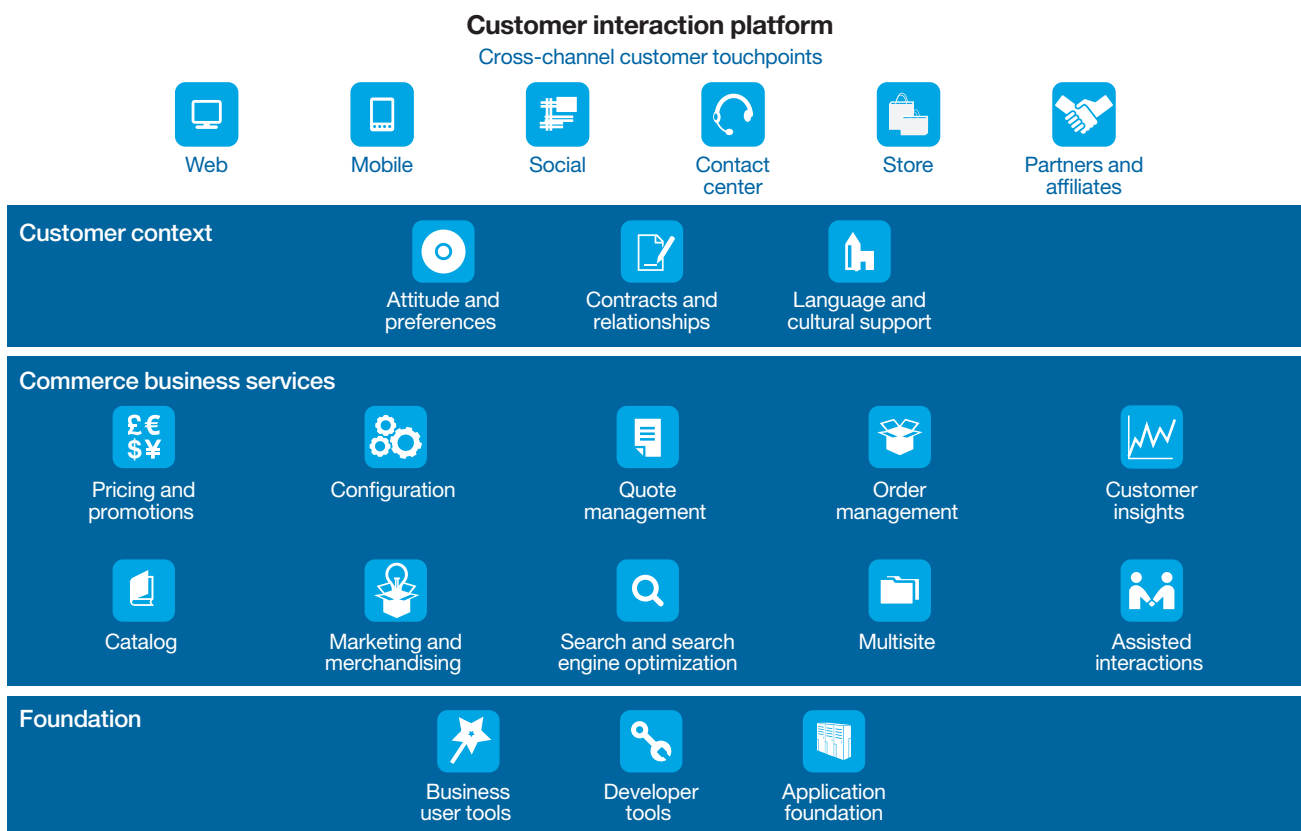 Customer interaction platform
Cross-channel customer touchpoints
Web
Mobile
Social
Contact
center
Store
Partners and
affiliates
Customer context
Attitude and
preferences
Contracts and
relationships
Language and
cultural support
Commerce business services
£€
$¥
Pricing and
promotions
Configuration
Quote
management
Order
management
Customer
insights
Catalog
Marketing and
merchandising
Search and search
engine optimization
Multisite
Assisted
interactions
Foundation
Business
user tools
Developer
tools
Application
foundation